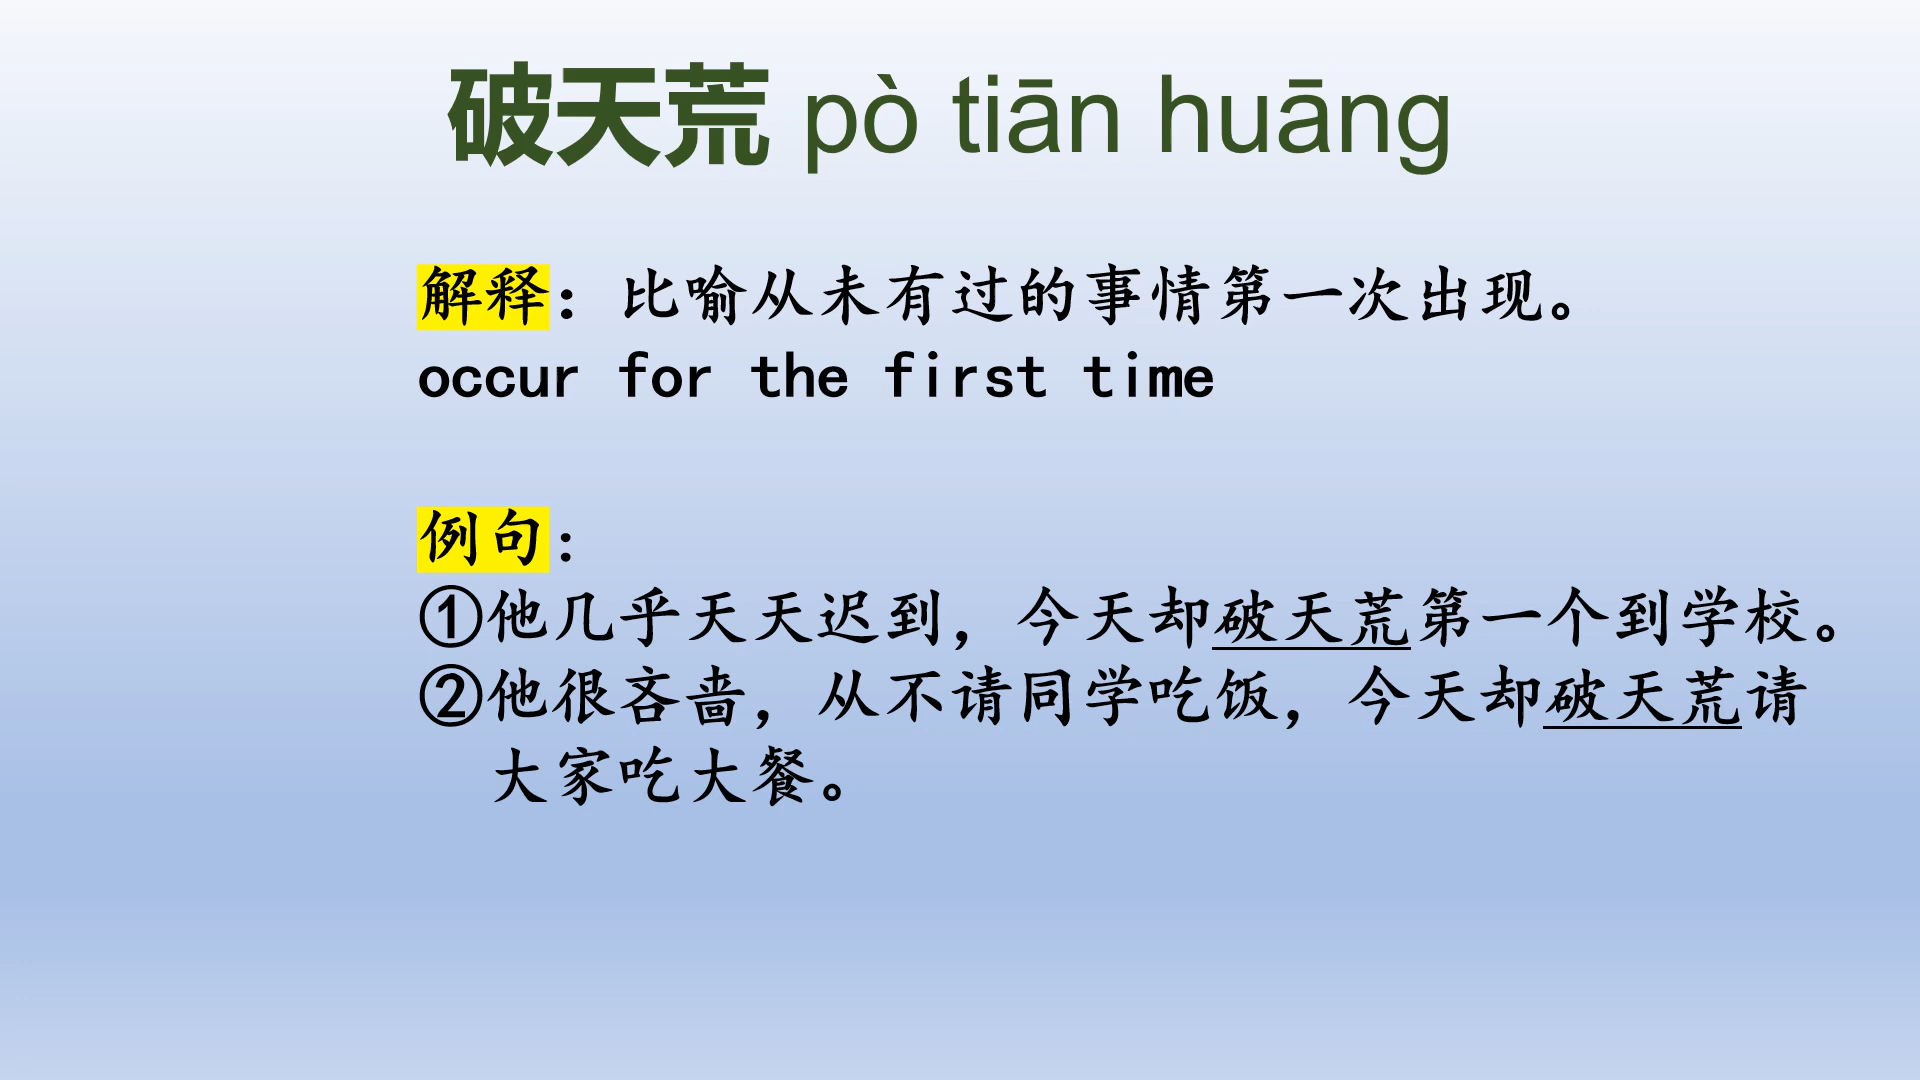 破天荒 pò tiān huāng
解释：比喻从未有过的事情第一次出现。
occur for the first time
例句：
①他几乎天天迟到，今天却破天荒第一个到学校。
②他很吝啬，从不请同学吃饭，今天却破天荒请
大家吃大餐。